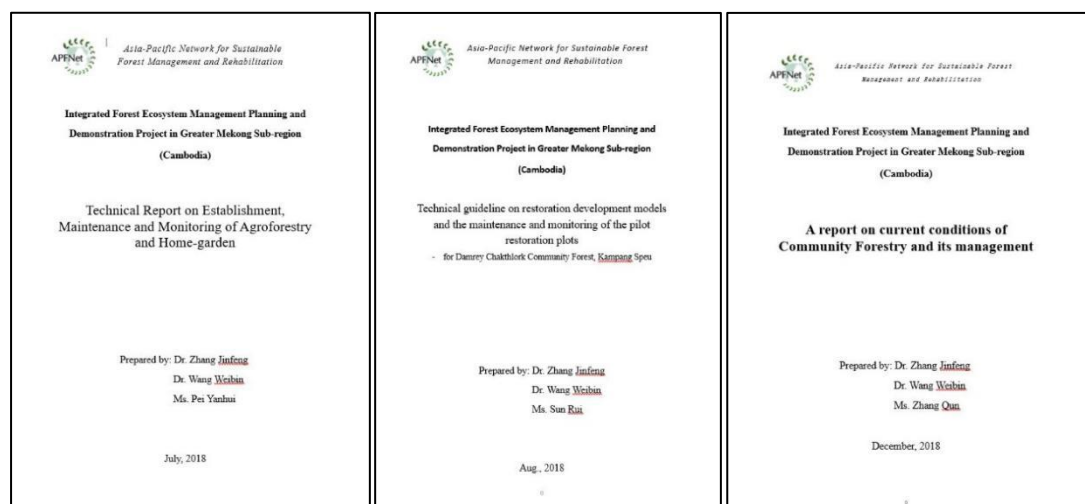 APFNet
Asia-Pacific Network for Sustainable
Forest Management and Rehabilitation
Integrated Forest Ecosystem Management Planning and
Demonstration Project in Greater Mekong Sub-region
(Cambodia)
Technical Report on Establishment,
Maintenance and Monitoring of Agroforestry
and Home-garden
Prepared by: Dr. Zhang Jinfeng
Dr. Wang Weibin
Ms. Pei Yanhui
July, 2018
APFNet
Asia-Pacific Network for Sustainable Forest
Management and Rehabilitation
Integrated Forest Ecosystem Management Planning and
Demonstration Project in Greater Mekong Sub-region
(Cambodia)
Technical guideline on restoration development models
and the maintenance and monitoring of the pilot
restoration plots
- for Damrey Chakthlork Community Forest, Kampang Speu
Prepared by: Dr. Zhang Jinfeng
Dr. Wang Weibin
Ms. Sun Rui
Aug., 2018
APFNet
Asia-Pacific Network for Sustainable Forest
Management and Rehabilitation
Integrated Forest Ecosystem Management Planning and
Demonstration Project in Greater Mekong Sub-region
(Cambodia)
A report on current conditions of
Community Forestry and its management
Prepared by: Dr. Zhang Jinfeng
Dr. Wang Weibin
Ms. Zhang Qun
December, 2018